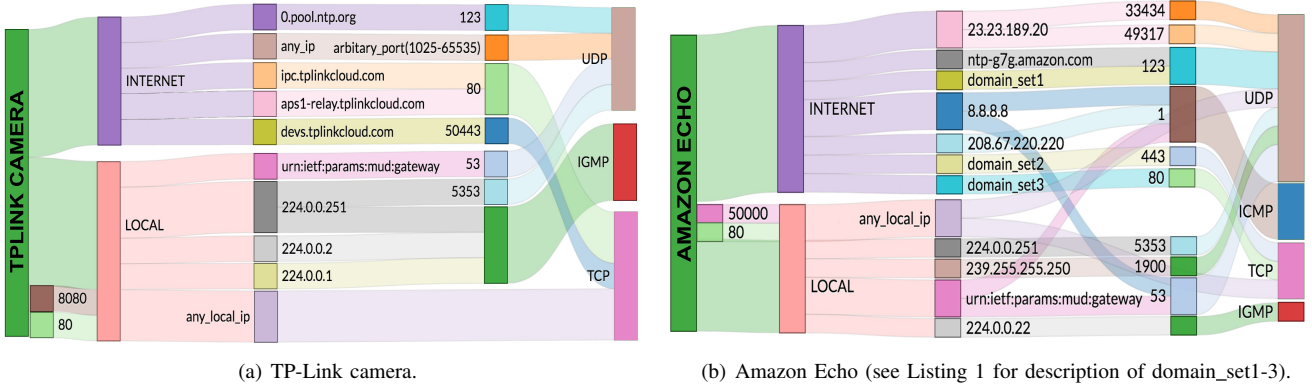 TPLINK CAMERA
8080
80
INTERNET
LOCAL
0.pool.ntp.org
any_ip
ipc.tplinkcloud.com
aps1-relay.tplinkcloud.com
devs.tplinkcloud.com
urn:ietf:params:mud:gateway
224.0.0.251
224.0.0.2
224.0.0.1
any_local_ip
123
arbitary_port(1025-65535)
80
50443
53
5353
UDP
IGMP
TCP
(a) TP-Link camera.
AMAZON ECHO
50000
80
INTERNET
LOCAL
23.23.189.20
ntp-g7g.amazon.com
domain_set1
8.8.8.8
208.67.220.220
domain_set2
domain_set3
any_local_ip
224.0.0.251
239.255.255.250
urn:ietf:params:mud:gateway
224.0.0.22
33434
49317
123
1
443
80
5353
1900
53
UDP
ICMP
TCP
IGMP
(b) Amazon Echo (see Listing 1 for description of domain_set1-3).